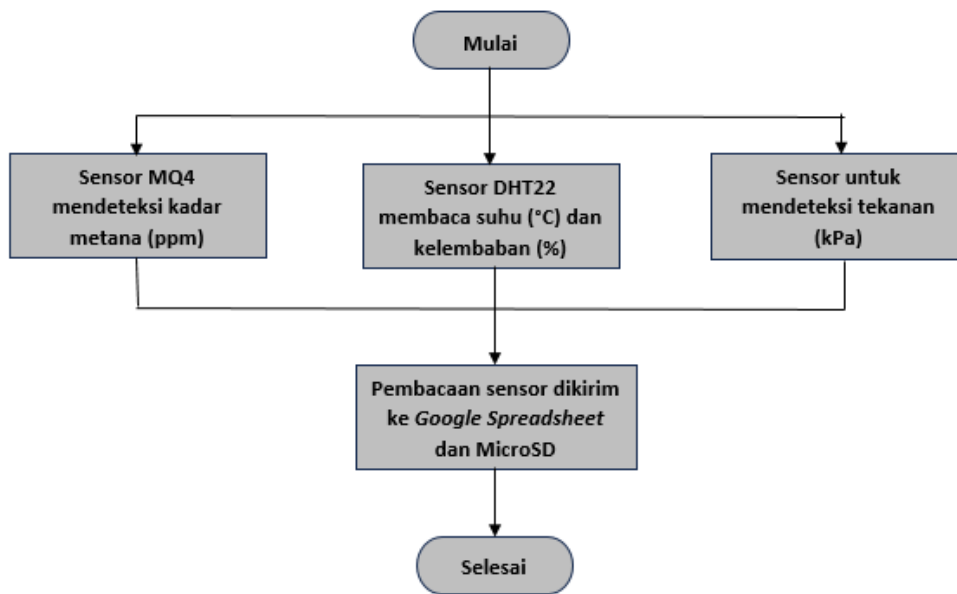 Mulai
Sensor MQ4
mendeteksi kadar
metana (ppm)
Sensor DHT22
membaca suhu (°C) dan
kelembaban (%)
Sensor untuk
mendeteksi tekanan
(kPa)
Pembacaan sensor dikirim
ke Google Spreadsheet
dan MicroSD
Selesai